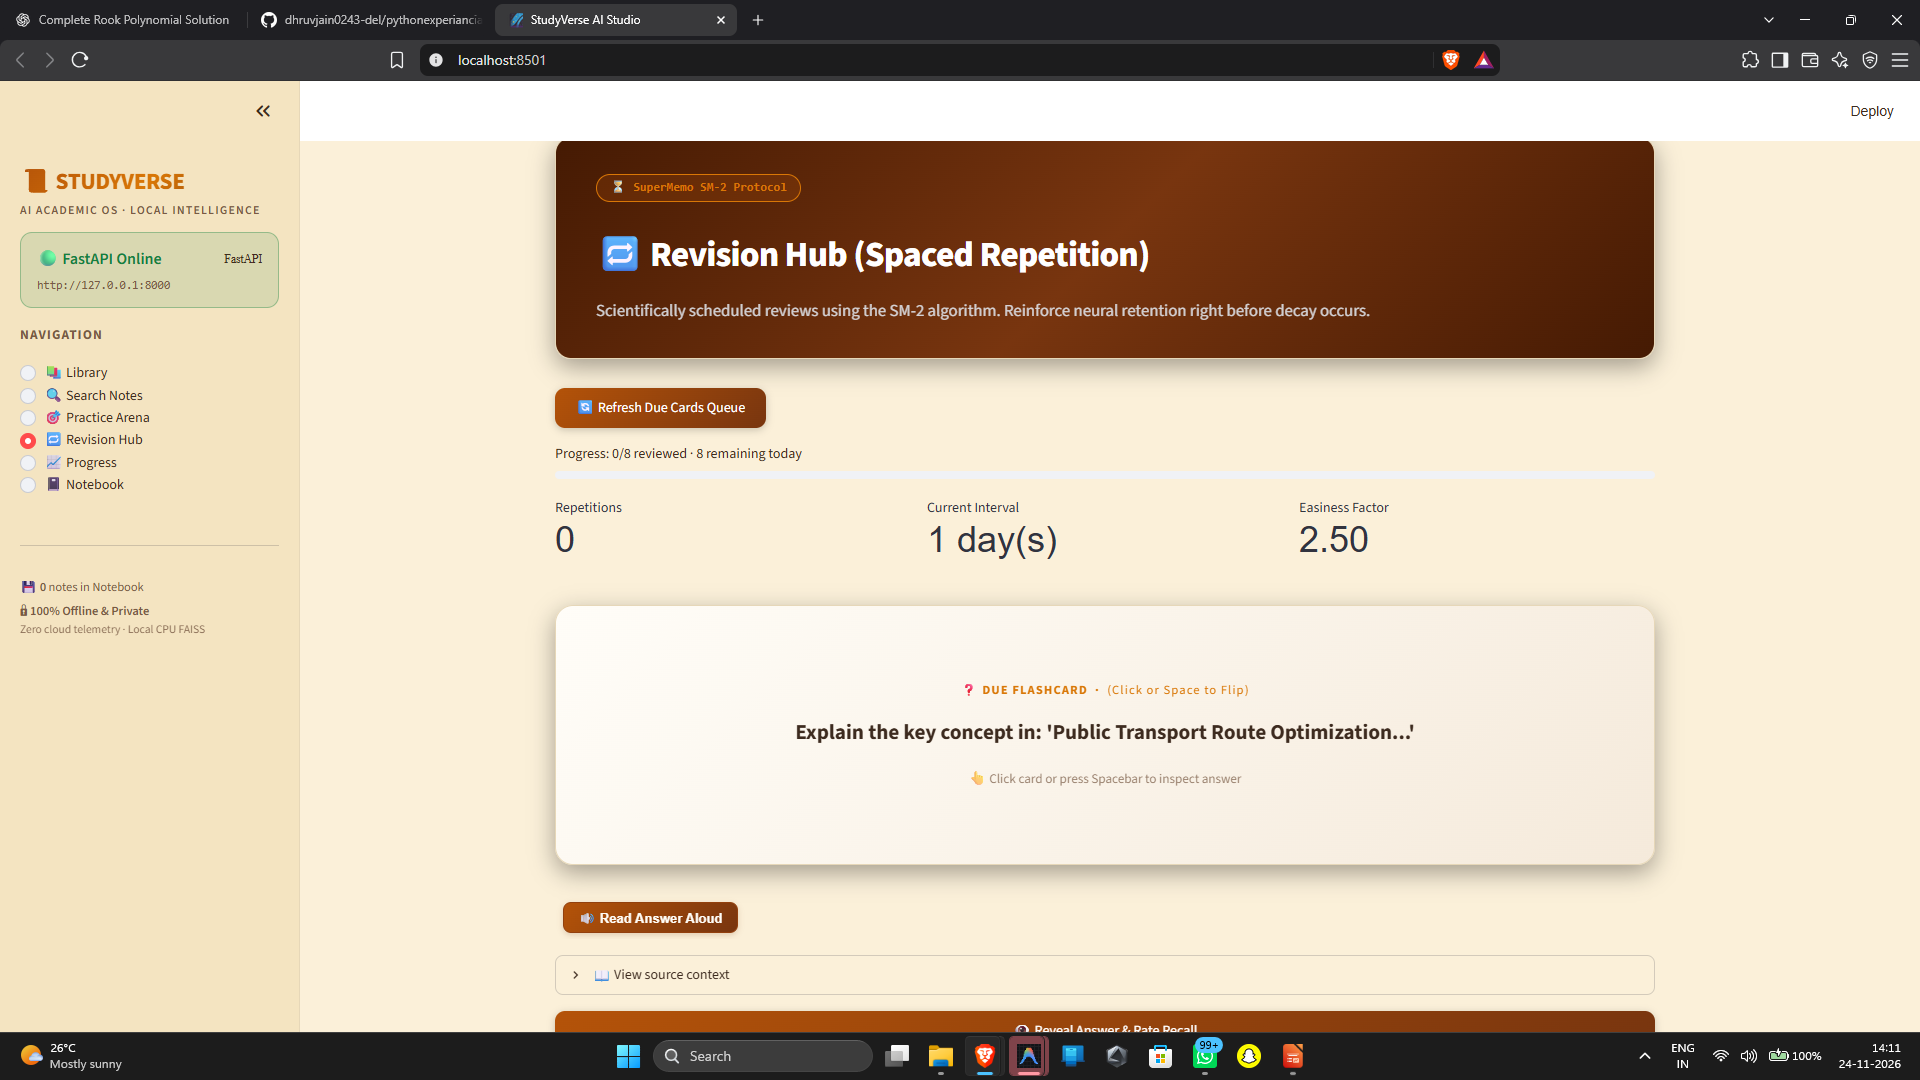 Complete Rook Polynomial Solution
dhruvjain0243-del/pythonexperiancia
StudyVerse AI Studio
localhost:8501
Deploy
STUDYVERSE
AI ACADEMIC OS · LOCAL INTELLIGENCE
FastAPI Online
FastAPI
http://127.0.0.1:8000
NAVIGATION
Library
Search Notes
Practice Arena
Revision Hub
Progress
Notebook
0 notes in Notebook
100% Offline & Private
Zero cloud telemetry · Local CPU FAISS
SuperMemo SM-2 Protocol
Revision Hub (Spaced Repetition)
Scientifically scheduled reviews using the SM-2 algorithm. Reinforce neural retention right before decay occurs.
Refresh Due Cards Queue
Progress: 0/8 reviewed · 8 remaining today
Repetitions
0
Current Interval
1 day(s)
Easiness Factor
2.50
DUE FLASHCARD · (Click or Space to Flip)
Explain the key concept in: 'Public Transport Route Optimization...'
Click card or press Spacebar to inspect answer
Read Answer Aloud
View source context
Reveal Answer & Rate Recall
26°C
Mostly sunny
Search
99+
ENG
IN
100%
14:11
24-11-2026